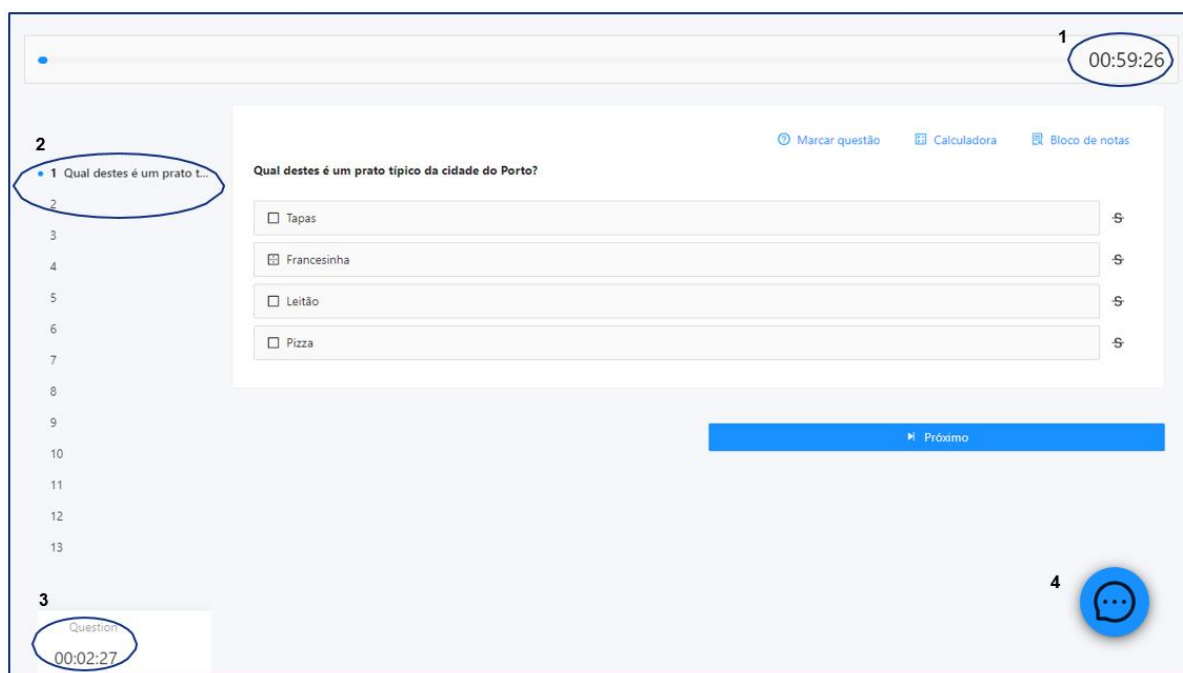 1
00:59:26
Marcar questão Calculadora Bloco de notas
2
1 Qual destes é um prato t...
2
3
4
5
6
7
8
9
10
11
12
13
Qual destes é um prato típico da cidade do Porto?
Tapas S
Francesinha S
Leitão S
Pizza S
Próximo
3
Question
00:02:27
4